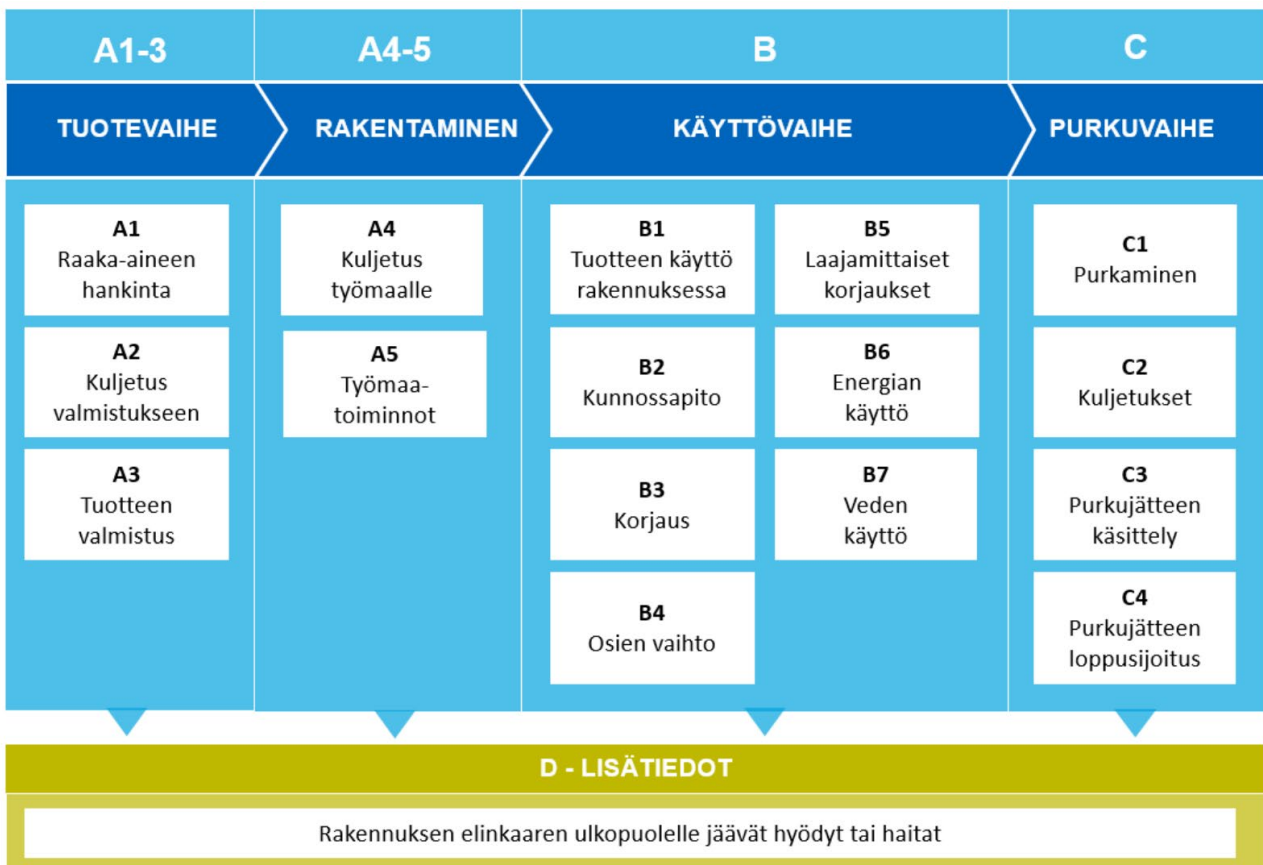 A1-3
A4-5
B
C
TUOTEVAIHE
RAKENTAMINEN
KÄYTTÖVAIHE
PURKUVAIHE
A1
Raaka-aineen
hankinta
A2
Kuljetus
valmistukseen
A3
Tuotteen
valmistus
A4
Kuljetus
työmaalle
A5
Työmaa-
toiminnot
B1
Tuotteen käyttö
rakennuksessa
B2
Kunnossapito
B3
Korjaus
B4
Osien vaihto
B5
Laajamittaiset
korjaukset
B6
Energian
käyttö
B7
Veden
käyttö
C1
Purkaminen
C2
Kuljetukset
C3
Purkujätteen
käsittely
C4
Purkujätteen
loppusijoitus
D - LISÄTIEDOT
Rakennuksen elinkaaren ulkopuolelle jäävät hyödyt tai haitat